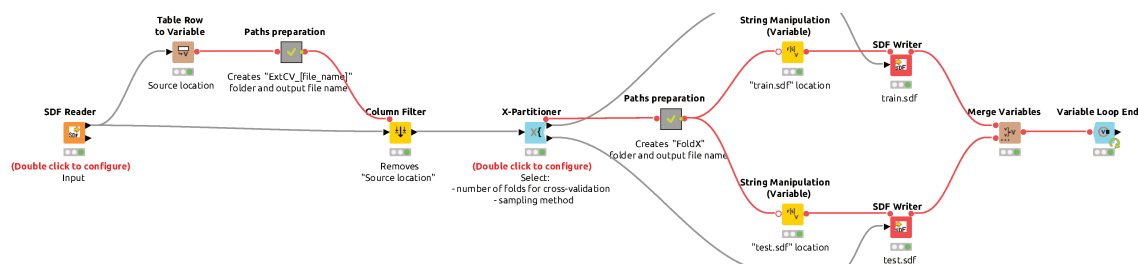 Table Row
to Variable
Source location
Paths preparation
Creates "ExtCV_[file_name]"
folder and output file name
SDF Reader
(Double click to configure)
Input
Column Filter
Removes
"Source location"
X-Partitioner
(Double click to configure)
Select:
- number of folds for cross-validation
- sampling method
Paths preparation
Creates "FoldX"
folder and output file name
String Manipulation
(Variable)
"train.sdf" location
SDF Writer
train.sdf
String Manipulation
(Variable)
"test.sdf" location
SDF Writer
test.sdf
Merge Variables
Variable Loop End